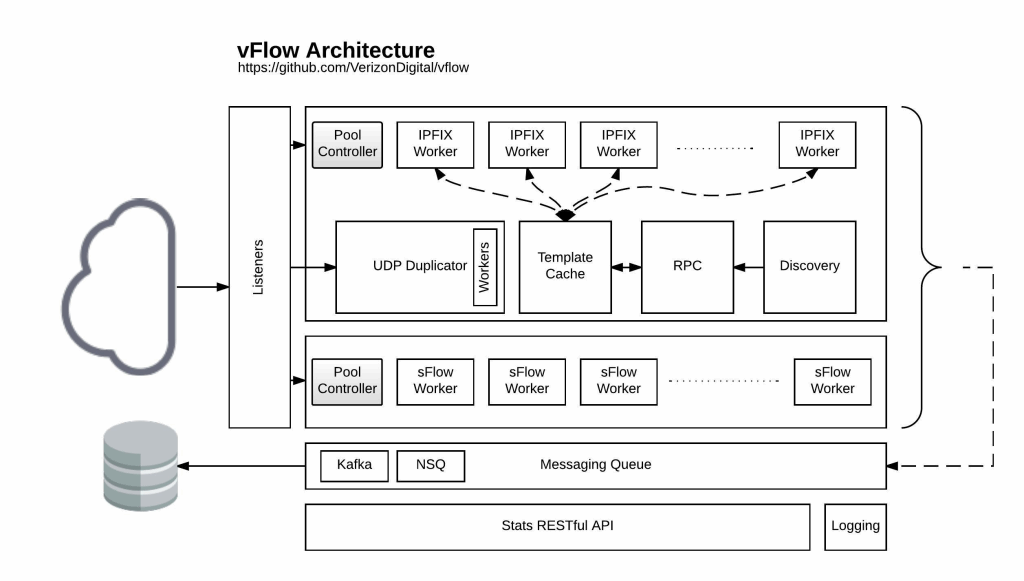 vFlow Architecture
https://github.com/VerizonDigital/vflow
Listeners
Pool
Controller
IPFIX
Worker
IPFIX
Worker
IPFIX
Worker
IPFIX
Worker
UDP Duplicator
Workers
Template
Cache
RPC
Discovery
Pool
Controller
sFlow
Worker
sFlow
Worker
sFlow
Worker
sFlow
Worker
Kafka
NSQ
Messaging Queue
Stats RESTful API
Logging